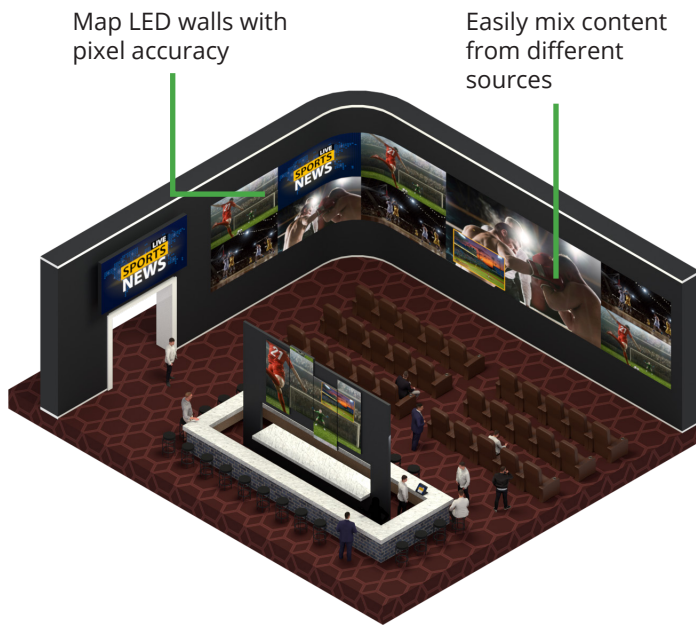 Map LED walls with
pixel accuracy
Easily mix content
from different
sources
LIVE
SPORTS
NEWS
LIVE
SPORTS
NEWS